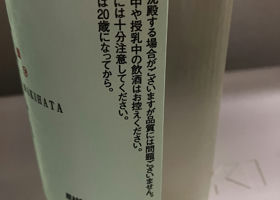 沈殿する場合がございますが品質には問題ございません。
中や授乳中の飲酒はお控えください。
には十分注意してください。
は20歳になってから。
AKIHATA